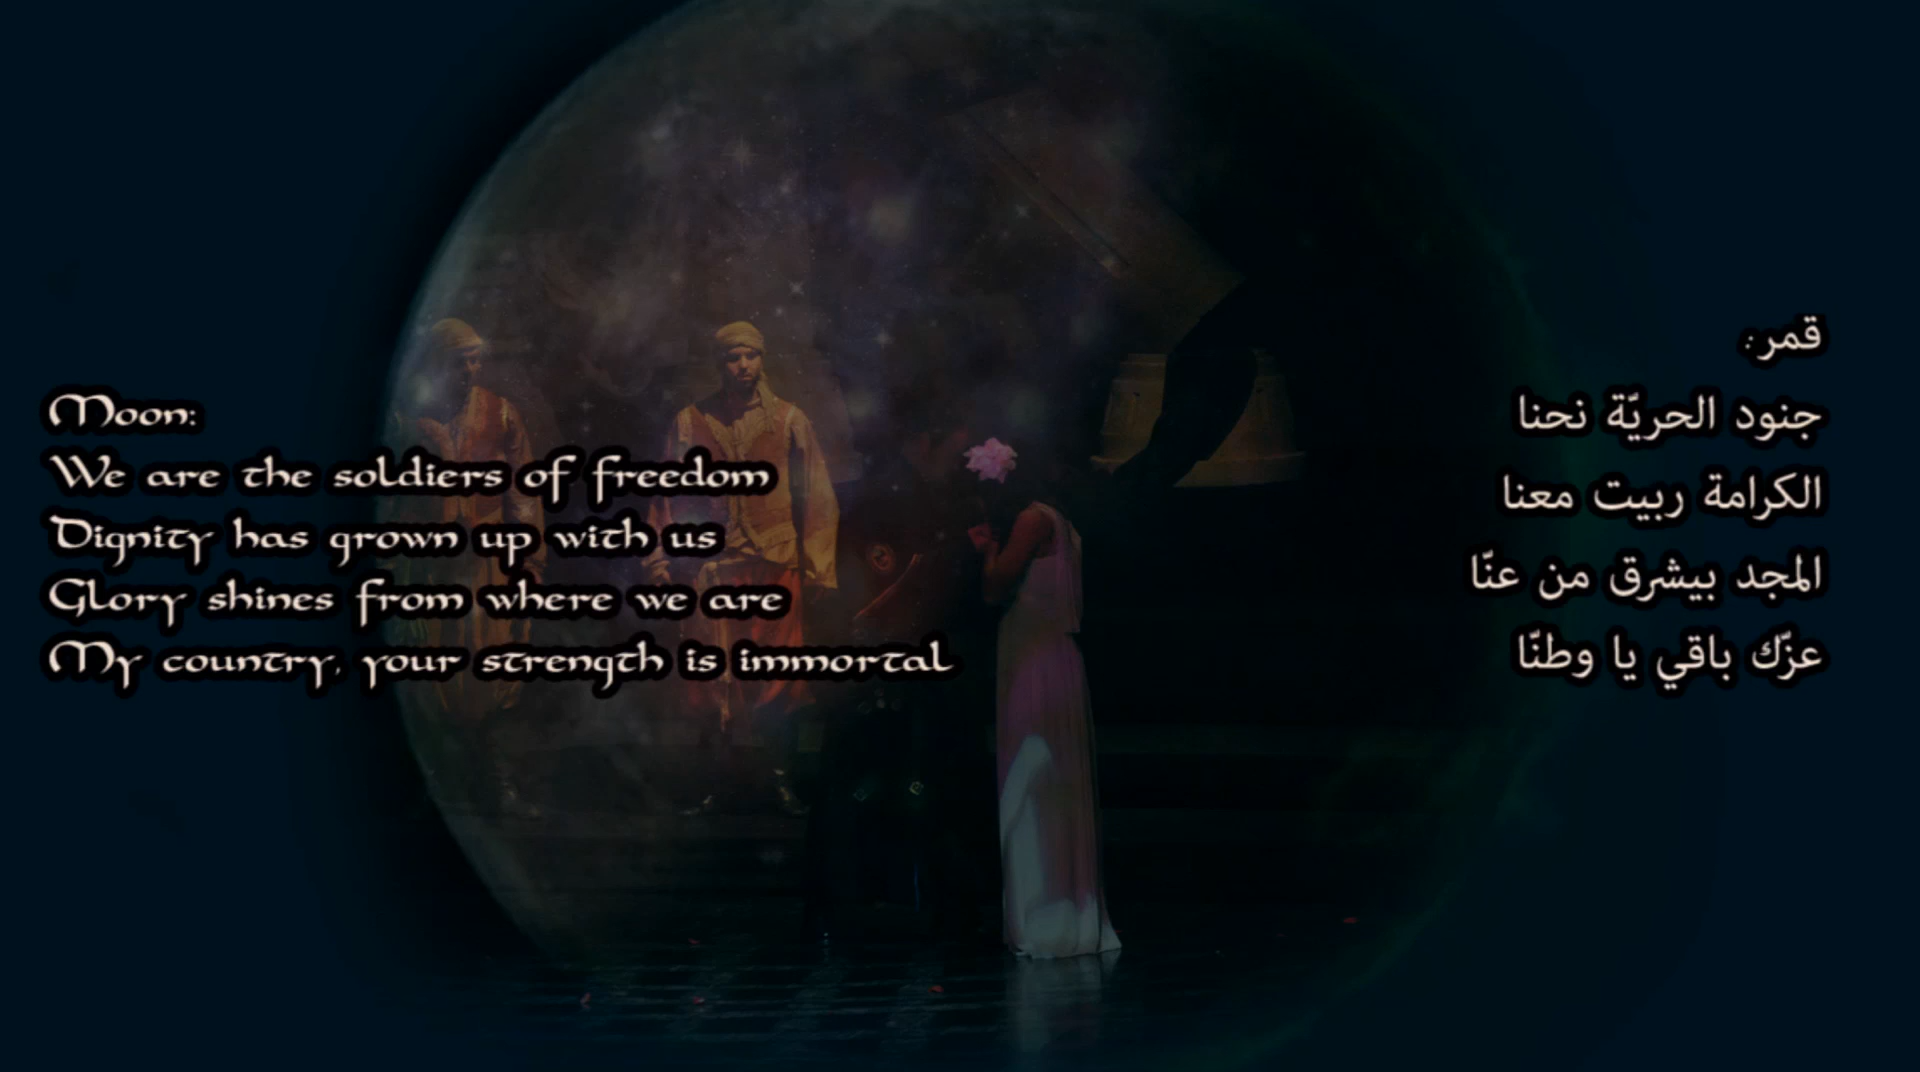 Moon:
We are the soldiers of freedom
Dignity has grown up with us
Glory shines from where we are
My country, your strength is immortal
قمر:
جنود الحريّة نحنا
الكرامة ربيت معنا
المجد بيشرق من عنّا
عزّك باقي يا وطنّا